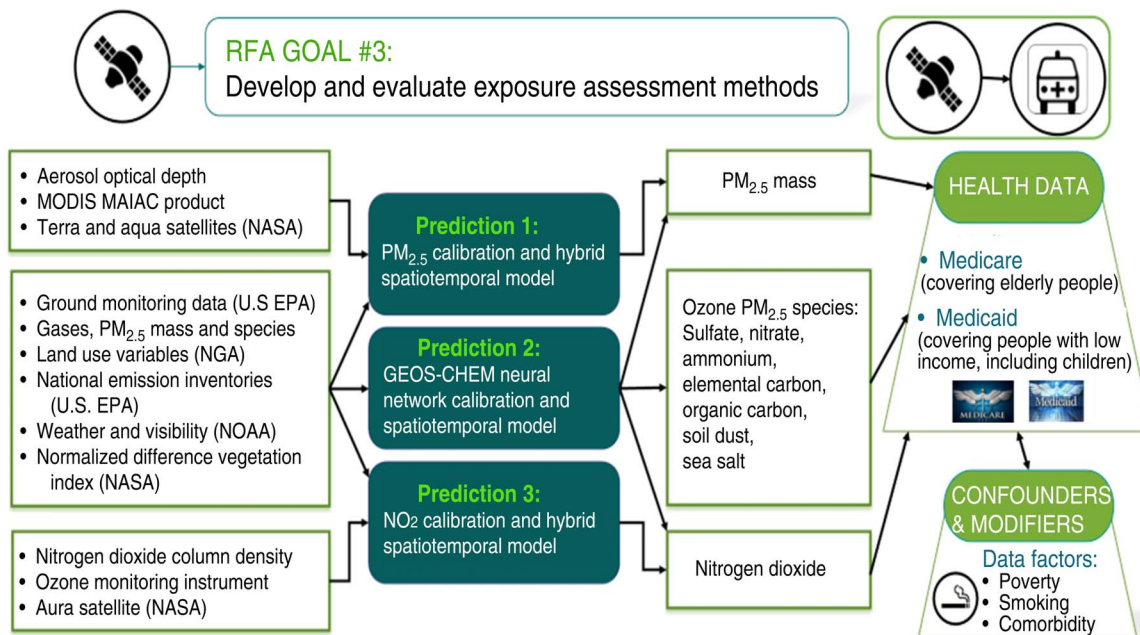 RFA GOAL #3:
Develop and evaluate exposure assessment methods
• Aerosol optical depth
• MODIS MAIAC product
• Terra and aqua satellites (NASA)
• Ground monitoring data (U.S EPA)
• Gases, PM2.5 mass and species
• Land use variables (NGA)
• National emission inventories
(U.S. EPA)
• Weather and visibility (NOAA)
• Normalized difference vegetation
index (NASA)
• Nitrogen dioxide column density
• Ozone monitoring instrument
• Aura satellite (NASA)
Prediction 1:
PM2.5 calibration and hybrid
spatiotemporal model
Prediction 2:
GEOS-CHEM neural
network calibration and
spatiotemporal model
Prediction 3:
NO2 calibration and hybrid
spatiotemporal model
PM2.5 mass
Ozone PM2.5 species:
Sulfate, nitrate,
ammonium,
elemental carbon,
organic carbon,
soil dust,
sea salt
Nitrogen dioxide
HEALTH DATA
• Medicare
(covering elderly people)
• Medicaid
(covering people with low
income, including children)
MEDICARE
Medicaid
CONFOUNDERS
& MODIFIERS
Data factors:
• Poverty
• Smoking
• Comorbidity